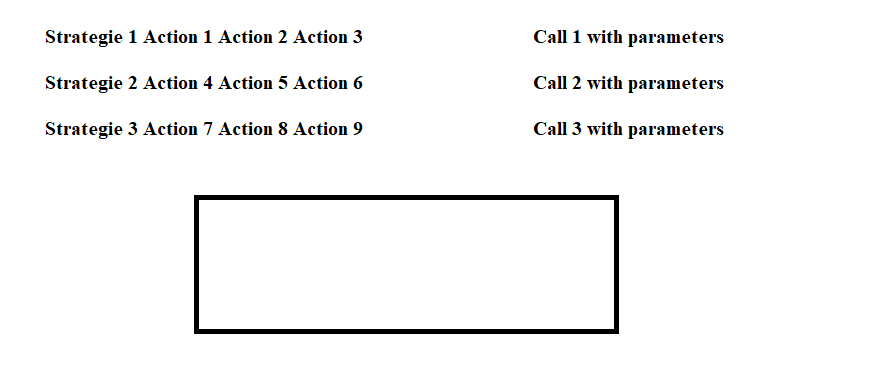 Strategie 1 Action 1 Action 2 Action 3 Call 1 with parameters
Strategie 2 Action 4 Action 5 Action 6 Call 2 with parameters
Strategie 3 Action 7 Action 8 Action 9 Call 3 with parameters